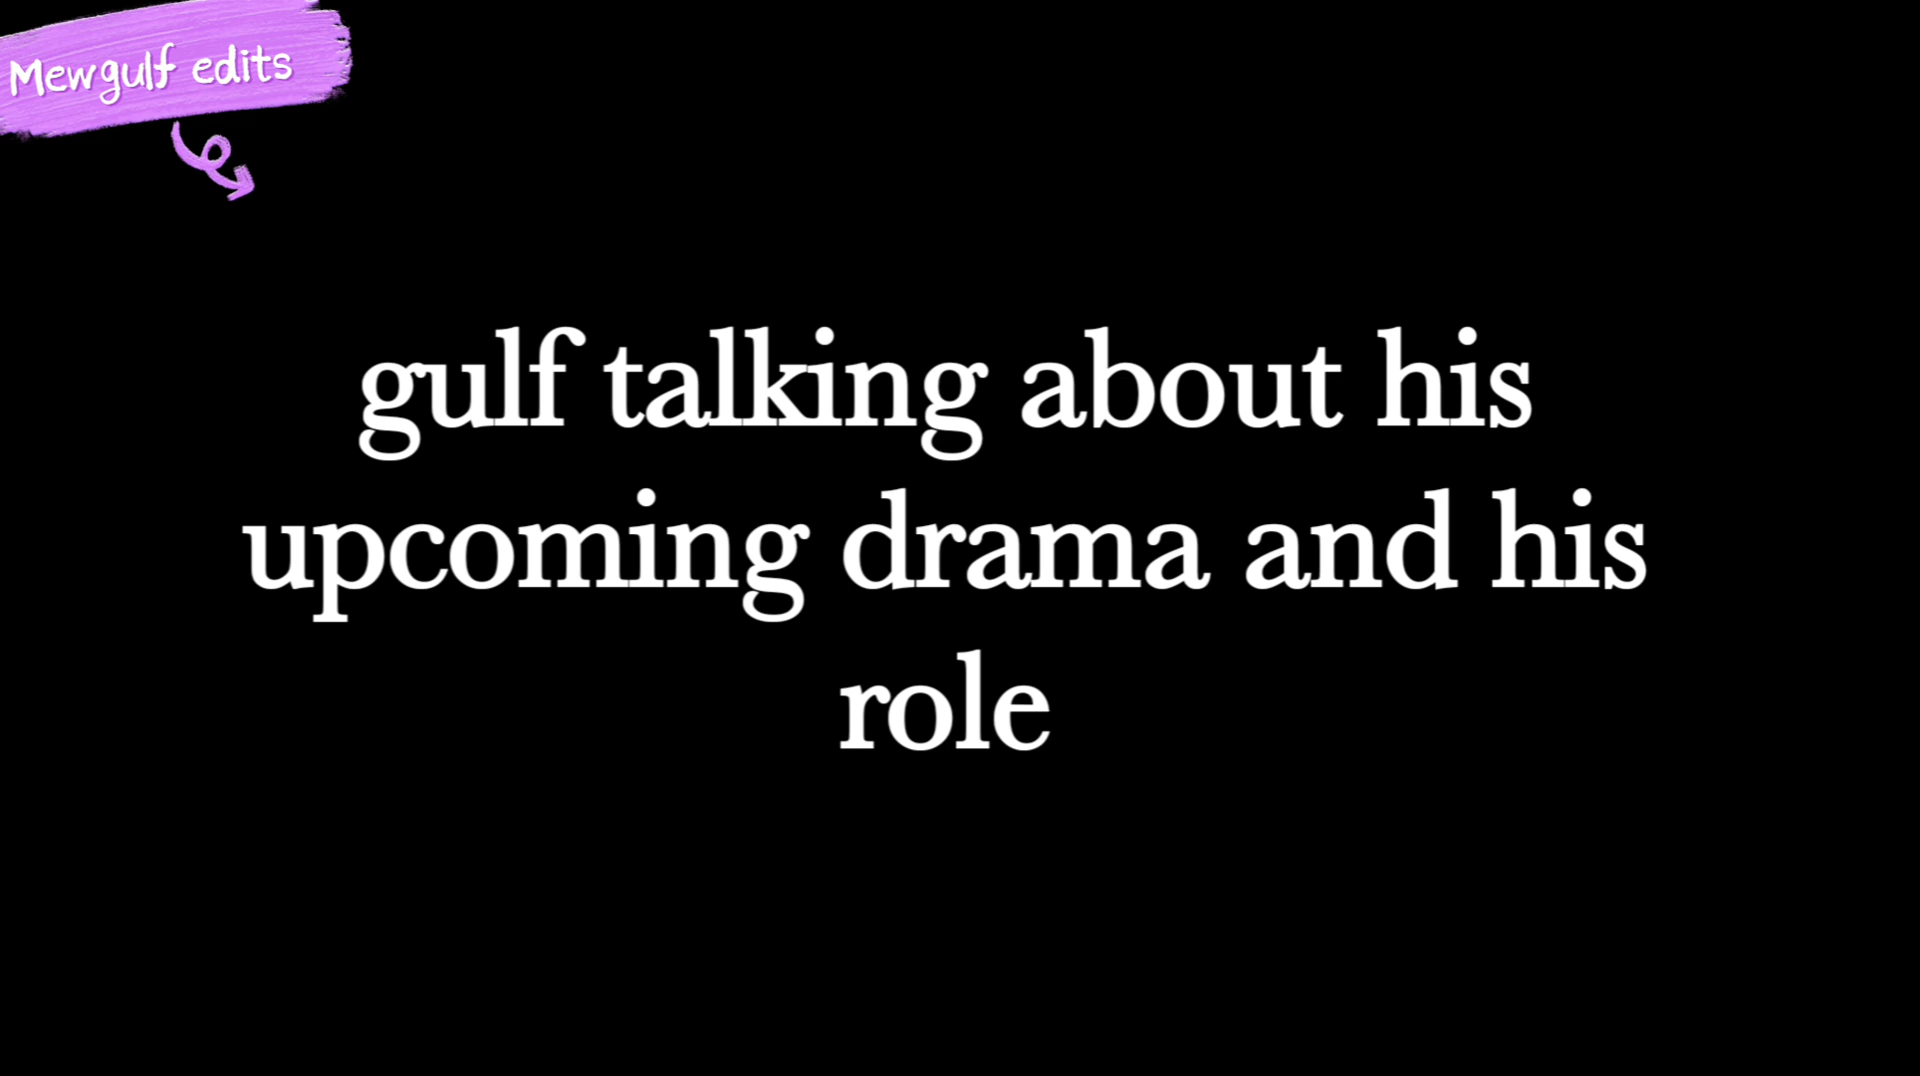 Mewgulf edits
gulf talking about his
upcoming drama and his
role